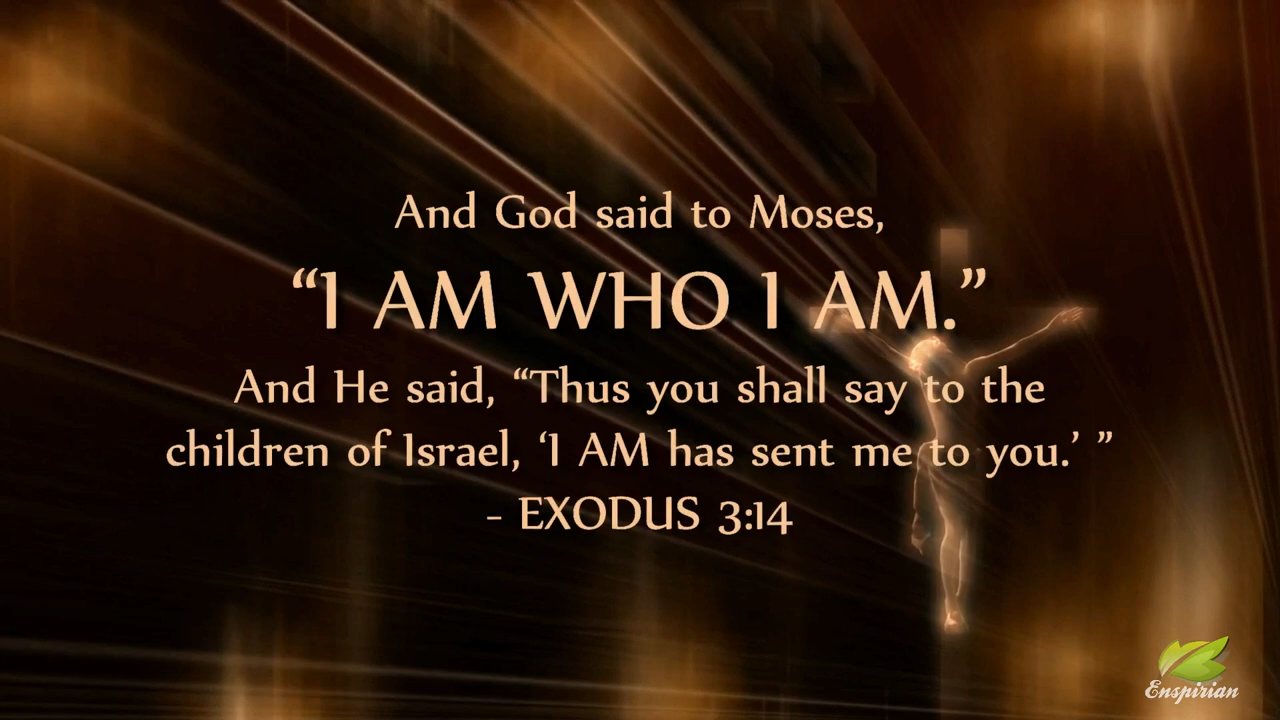 And God said to Moses,
“I AM WHO I AM.”
And He said, “Thus you shall say to the
children of Israel, ‘I AM has sent me to you.’ ”
- EXODUS 3:14
Enspirian